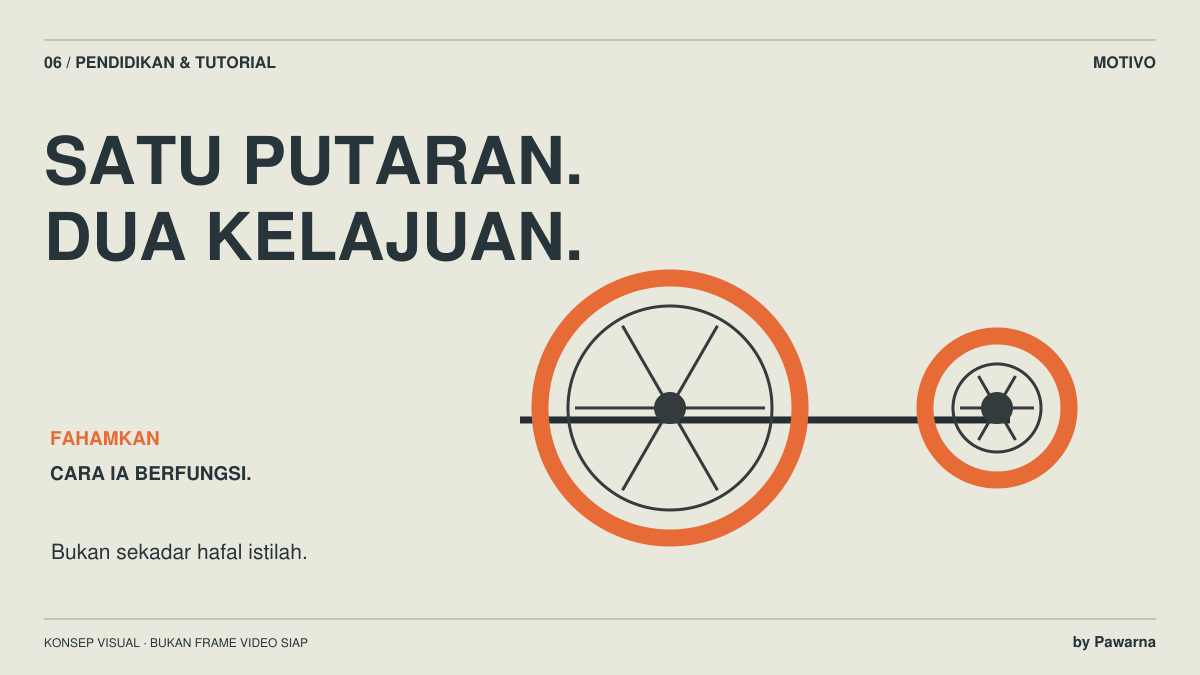 06 / PENDIDIKAN & TUTORIAL
MOTIVO
SATU PUTARAN.
DUA KELAJUAN.
FAHAMKAN
CARA IA BERFUNGSI.
Bukan sekadar hafal istilah.
KONSEP VISUAL · BUKAN FRAME VIDEO SIAP
by Pawarna